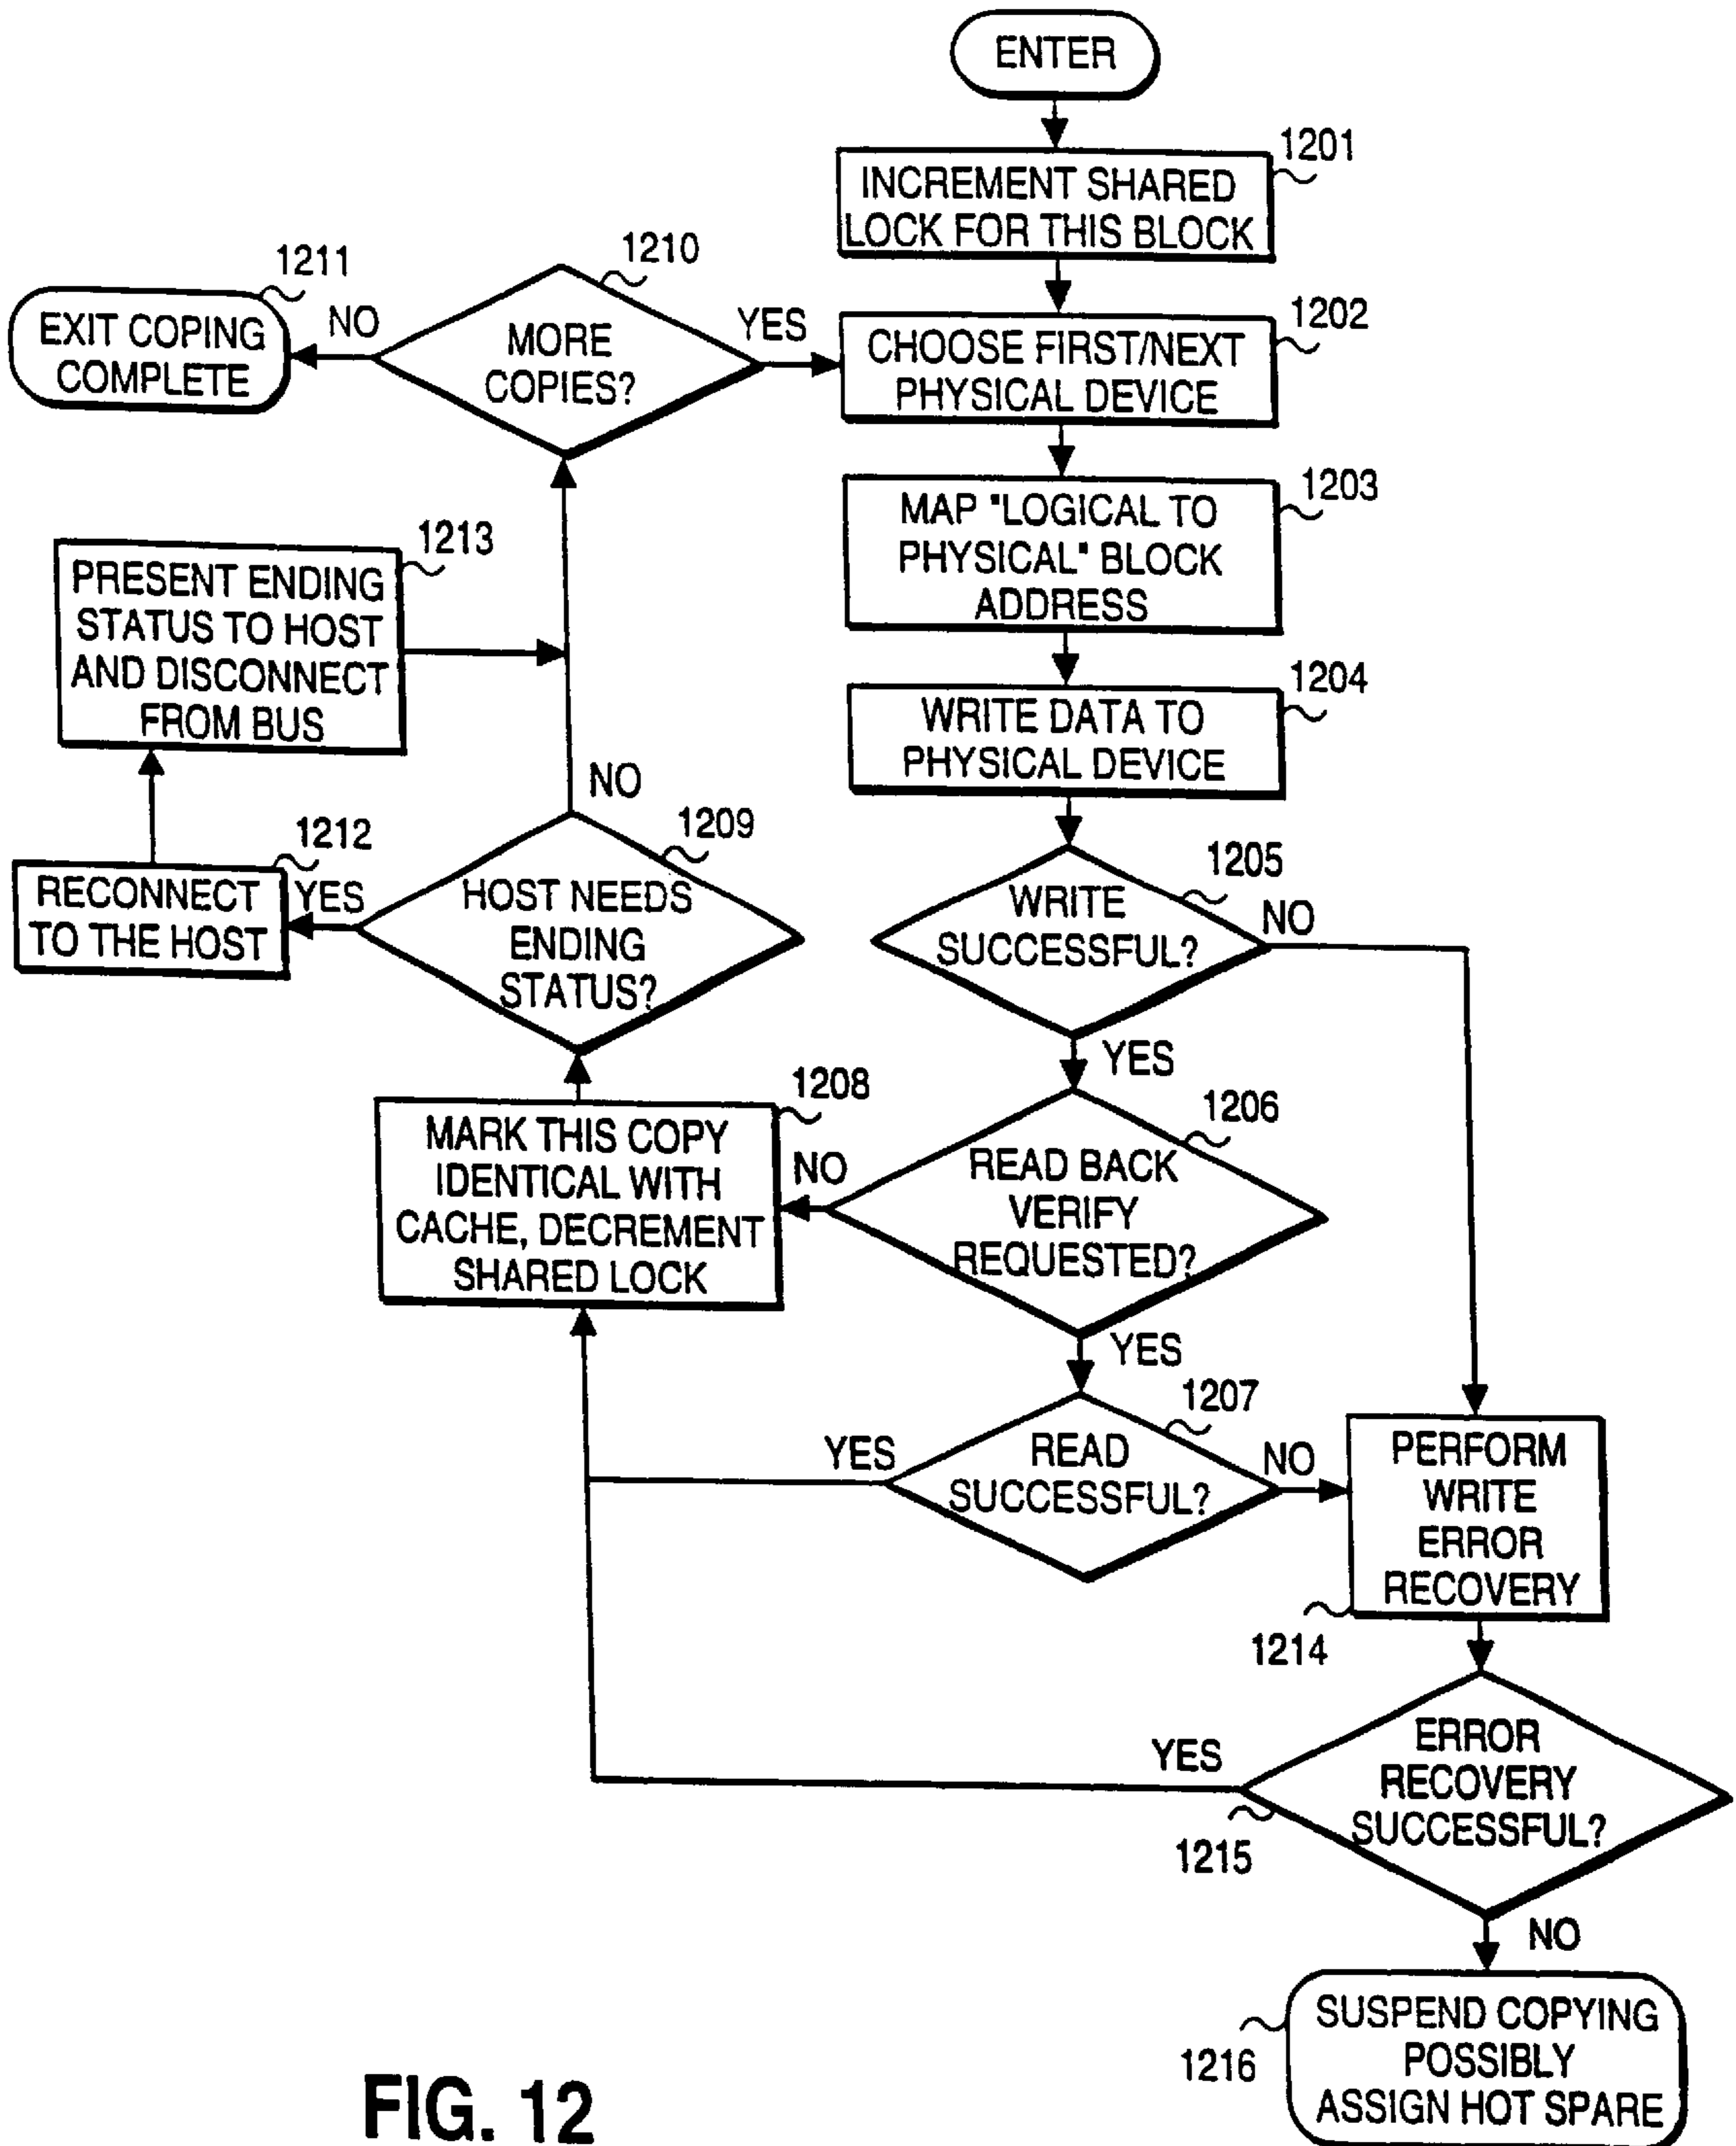 ENTER
1201
INCREMENT SHARED
LOCK FOR THIS BLOCK
1211
EXIT COPING
COMPLETE
NO
1210
MORE
COPIES?
YES
1202
CHOOSE FIRST/NEXT
PHYSICAL DEVICE
1203
MAP "LOGICAL TO
PHYSICAL" BLOCK
ADDRESS
1213
PRESENT ENDING
STATUS TO HOST
AND DISCONNECT
FROM BUS
1204
WRITE DATA TO
PHYSICAL DEVICE
NO
1212
RECONNECT
TO THE HOST
YES
1209
HOST NEEDS
ENDING
STATUS?
1205
WRITE
SUCCESSFUL?
NO
YES
1208
MARK THIS COPY
IDENTICAL WITH
CACHE, DECREMENT
SHARED LOCK
NO
1206
READ BACK
VERIFY
REQUESTED?
YES
1207
YES
READ
SUCCESSFUL?
NO
PERFORM
WRITE
ERROR
RECOVERY
1214
YES
ERROR
RECOVERY
SUCCESSFUL?
1215
NO
SUSPEND COPYING
POSSIBLY
ASSIGN HOT SPARE
1216
FIG. 12